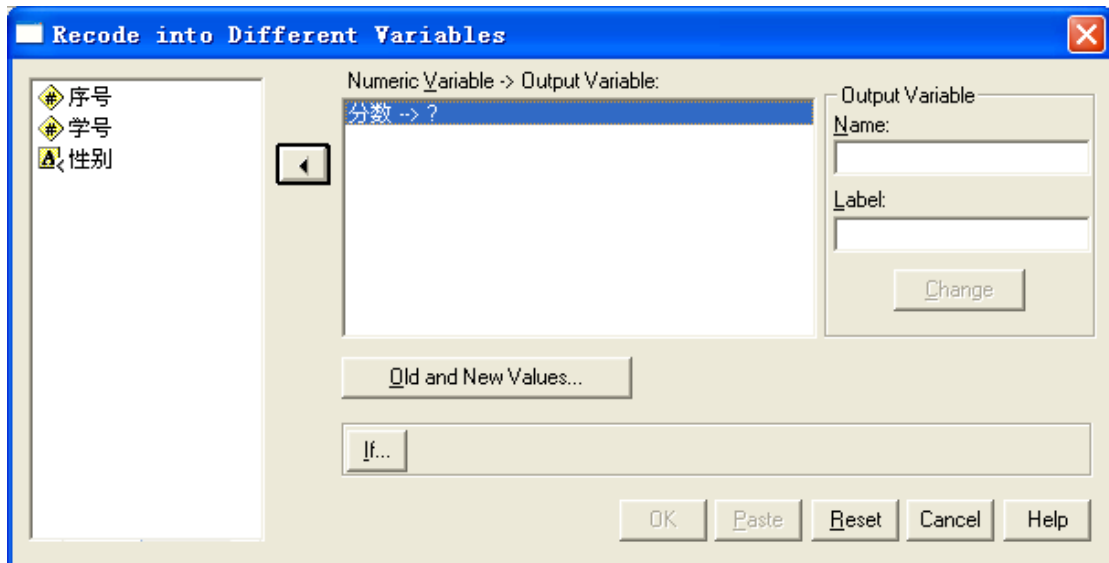 Recode into Different Variables
序号
学号
性别
Numeric Variable -> Output Variable:
分数 --> ?
Output Variable
Name:
Label:
Change
Old and New Values...
If...
OK
Paste
Reset
Cancel
Help